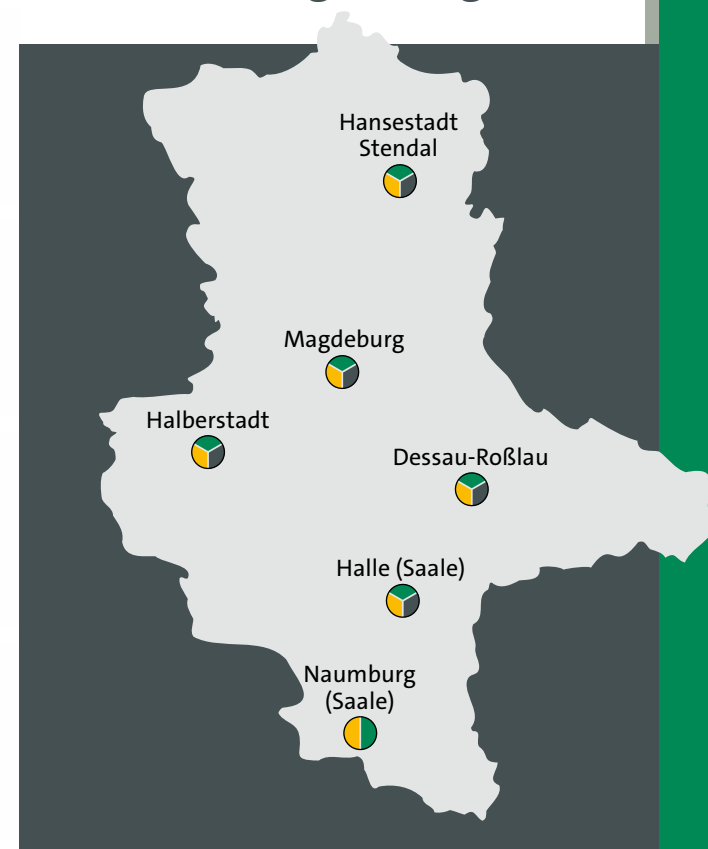 Hansestadt
Stendal
Magdeburg
Halberstadt
Dessau-Roßlau
Halle (Saale)
Naumburg
(Saale)